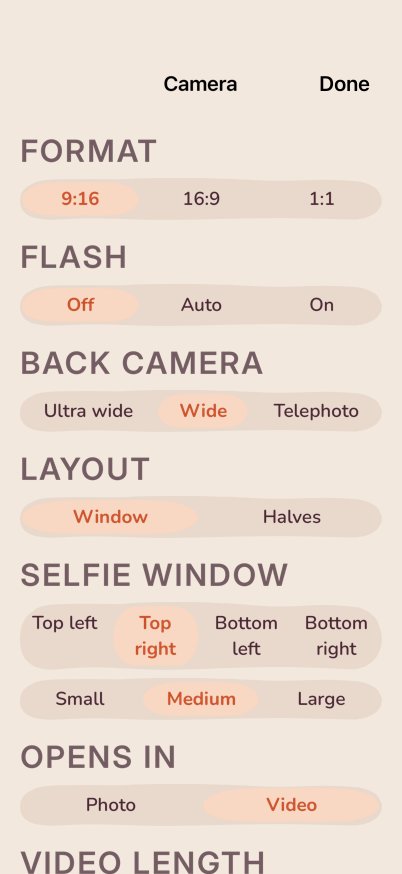 Camera Done
FORMAT
9:16 16:9 1:1
FLASH
Off Auto On
BACK CAMERA
Ultra wide Wide Telephoto
LAYOUT
Window Halves
SELFIE WINDOW
Top left Top right Bottom left Bottom right
Small Medium Large
OPENS IN
Photo Video
VIDEO LENGTH